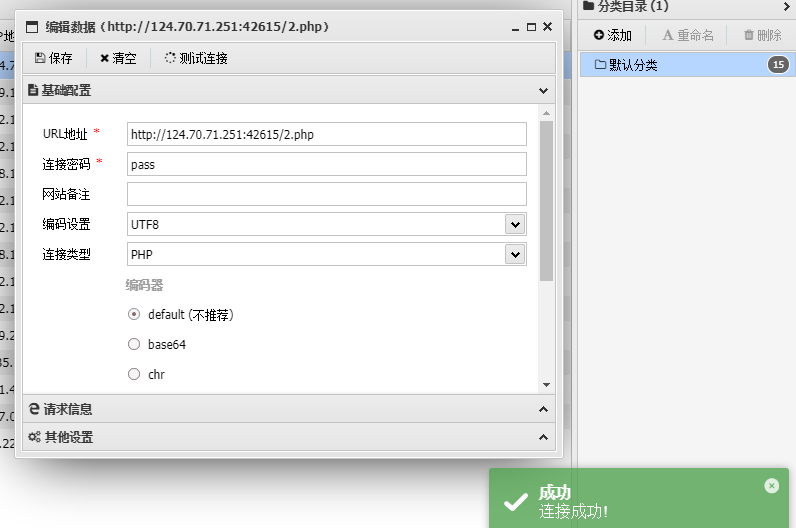 编辑数据 (http://124.70.71.251:42615/2.php)
保存 清空 测试连接
基础配置
URL地址 * http://124.70.71.251:42615/2.php
连接密码 * pass
网站备注
编码设置 UTF8
连接类型 PHP
编码器
default (不推荐)
base64
chr
请求信息
其他设置
分类目录 (1)
添加 重命名 删除
默认分类 15
成功
连接成功!